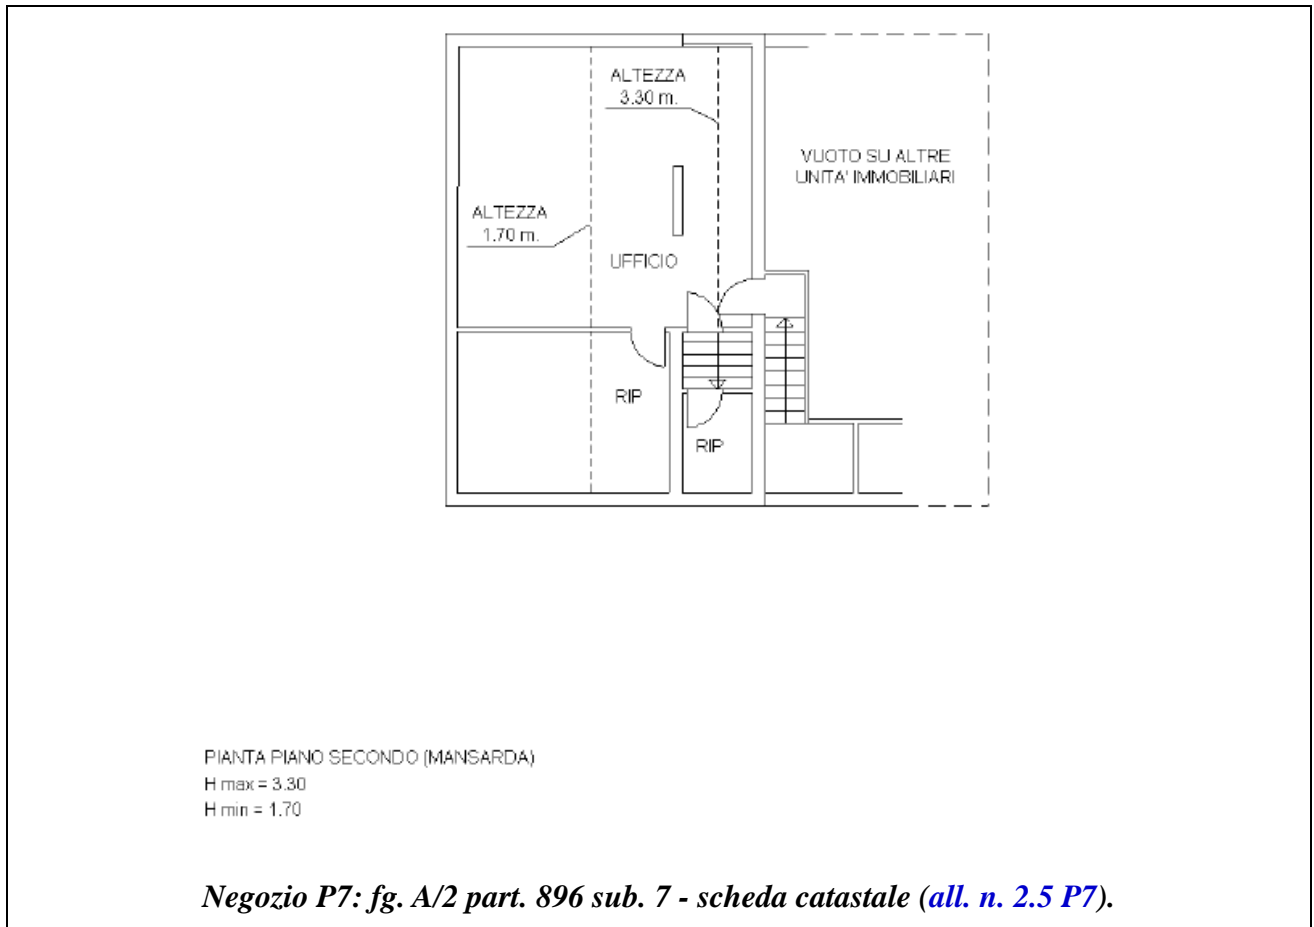 ALTEZZA
3.30 m.
VUOTO SU ALTRE
UNITA' IMMOBILIARI
ALTEZZA
1.70 m.
UFFICIO
RIP
RIP
PIANTA PIANO SECONDO (MANSARDA)
H max = 3.30
H min = 1.70
Negozio P7: fg. A/2 part. 896 sub. 7 - scheda catastale (all. n. 2.5 P7).